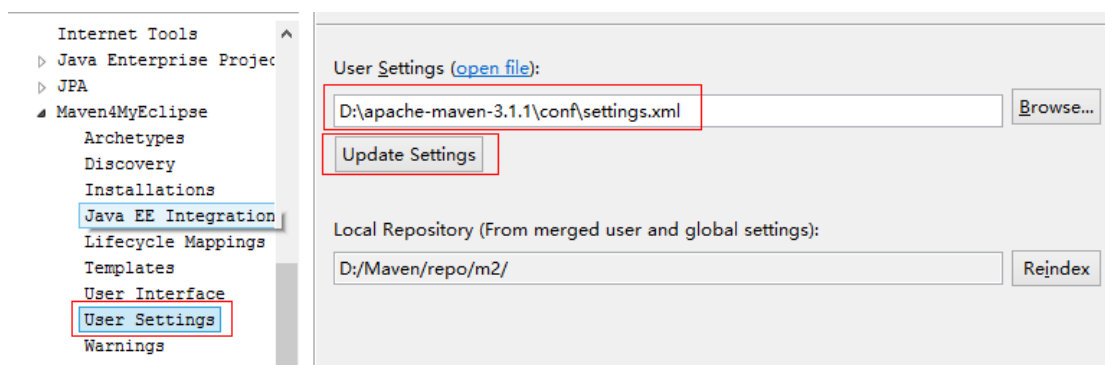 Internet Tools
Java Enterprise Projec
JPA
Maven4MyEclipse
Archetypes
Discovery
Installations
Java EE Integration
Lifecycle Mappings
Templates
User Interface
User Settings
Warnings
User Settings (open file):
D:\apache-maven-3.1.1\conf\settings.xml
Browse...
Update Settings
Local Repository (From merged user and global settings):
D:/Maven/repo/m2/
Reindex